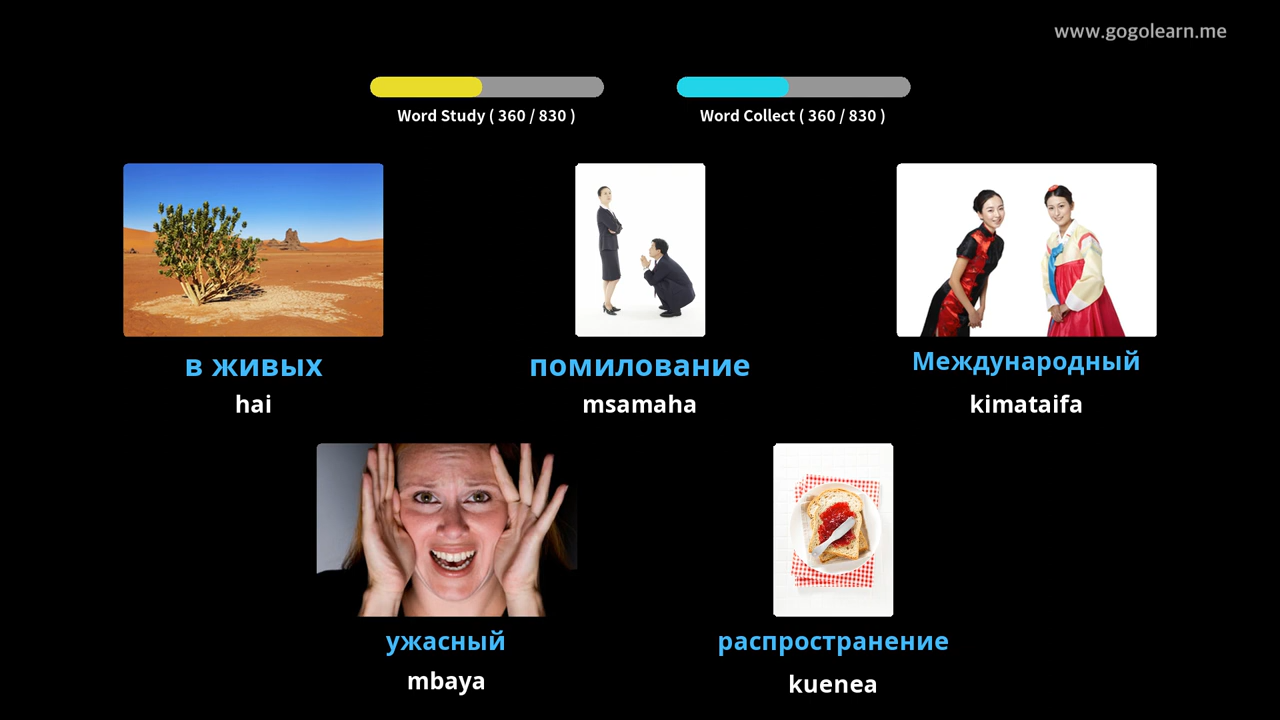 www.gogolearn.me
Word Study ( 360 / 830 )
Word Collect ( 360 / 830 )
в живых
hai
помилование
msamaha
Международный
kimataifa
ужасный
mbaya
распространение
kuenea